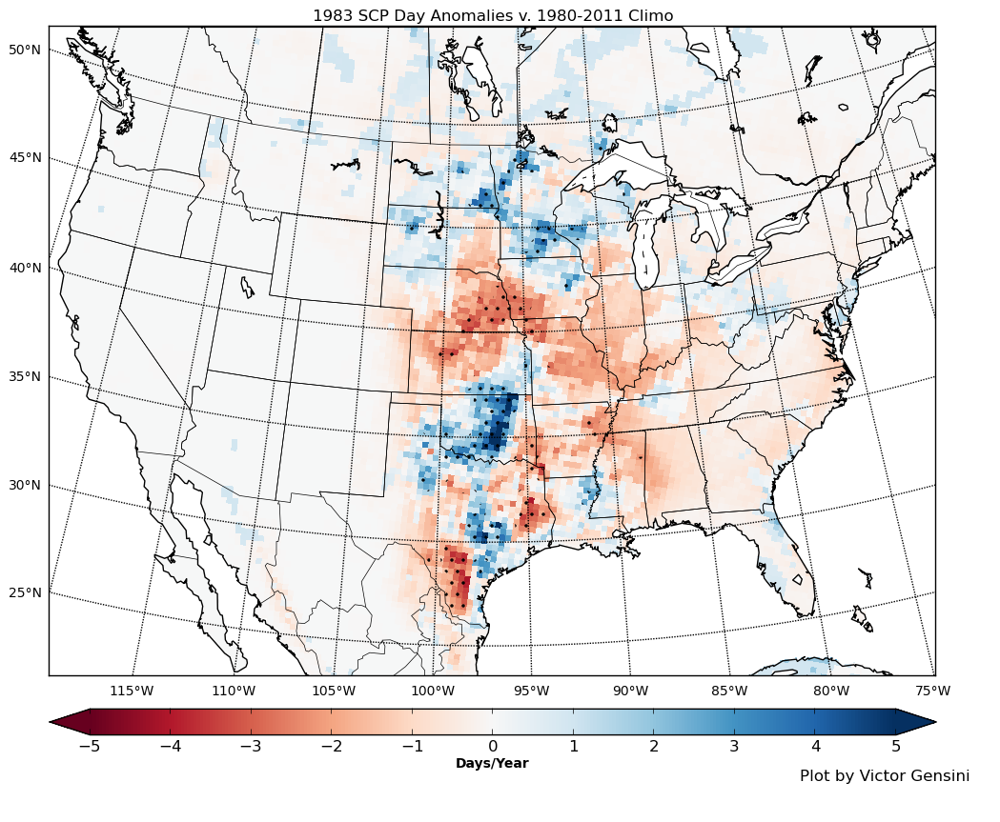 1983 SCP Day Anomalies v. 1980-2011 Climo
50°N
45°N
40°N
35°N
30°N
25°N
115°W 110°W 105°W 100°W 95°W 90°W 85°W 80°W 75°W
−5 −4 −3 −2 −1 0 1 2 3 4 5
Days/Year
Plot by Victor Gensini